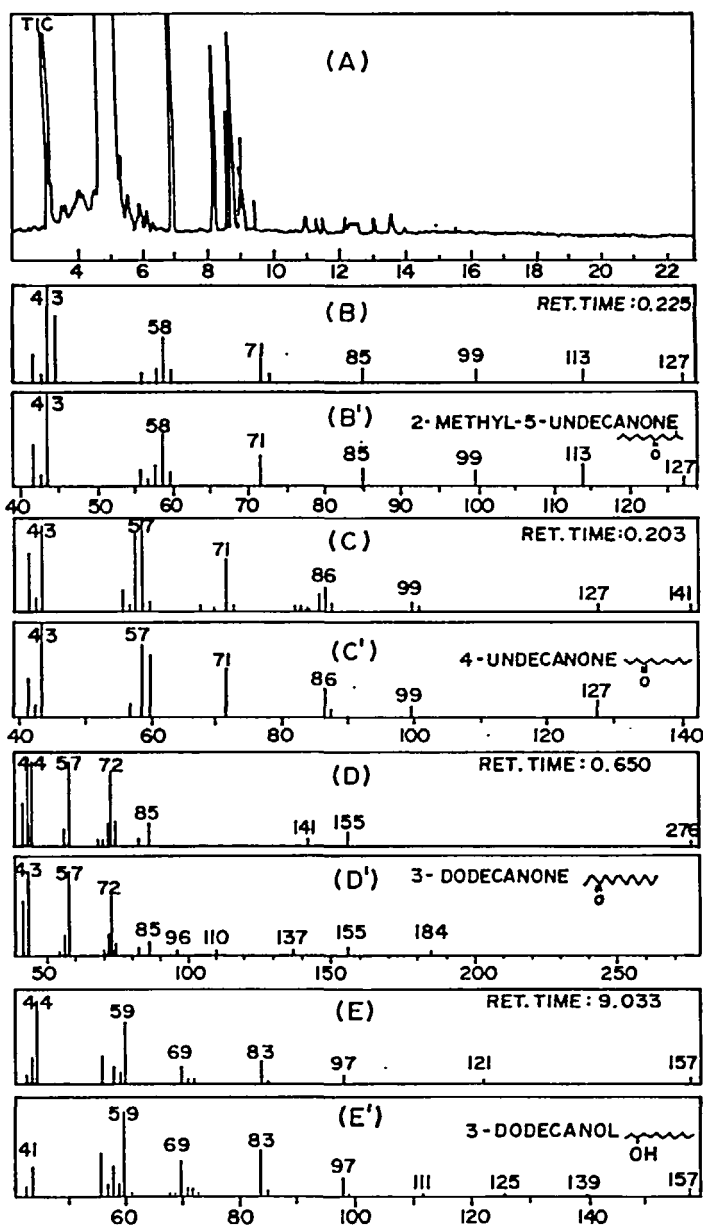 TIC
(A)
4 6 8 10 12 14 16 18 20 22
43 58 71 85 99 113 127
(B)
RET.TIME:0.225
43 58 71 85 99 113 127
(B')
2-METHYL-5-UNDECANONE
O
40 50 60 70 80 90 100 110 120
43 57 71 86 99 127 141
(C)
RET.TIME:0.203
43 57 71 86 99 127
(C')
4-UNDECANONE
O
40 60 80 100 120 140
44 57 72 85 141 155 276
(D)
RET.TIME:0.650
43 57 72 85 96 110 137 155 184
(D')
3-DODECANONE
O
50 100 150 200 250
44 59 69 83 97 121 157
(E)
RET.TIME:9.033
41 59 69 83 97 111 125 139 157
(E')
3-DODECANOL
OH
60 80 100 120 140